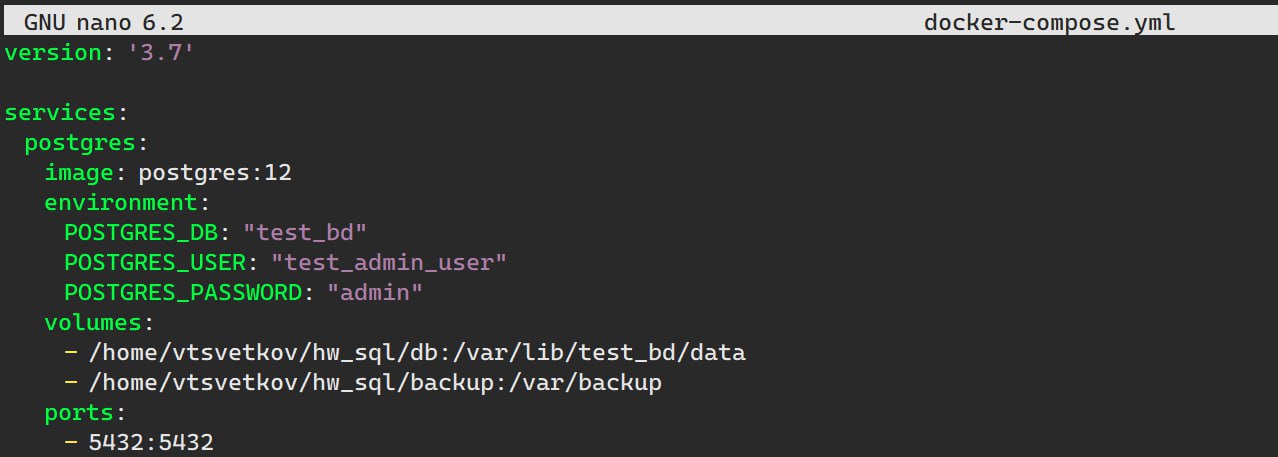 GNU nano 6.2 docker-compose.yml
version: '3.7'
services:
postgres:
image: postgres:12
environment:
POSTGRES_DB: "test_bd"
POSTGRES_USER: "test_admin_user"
POSTGRES_PASSWORD: "admin"
volumes:
- /home/vtsvetkov/hw_sql/db:/var/lib/test_bd/data
- /home/vtsvetkov/hw_sql/backup:/var/backup
ports:
- 5432:5432